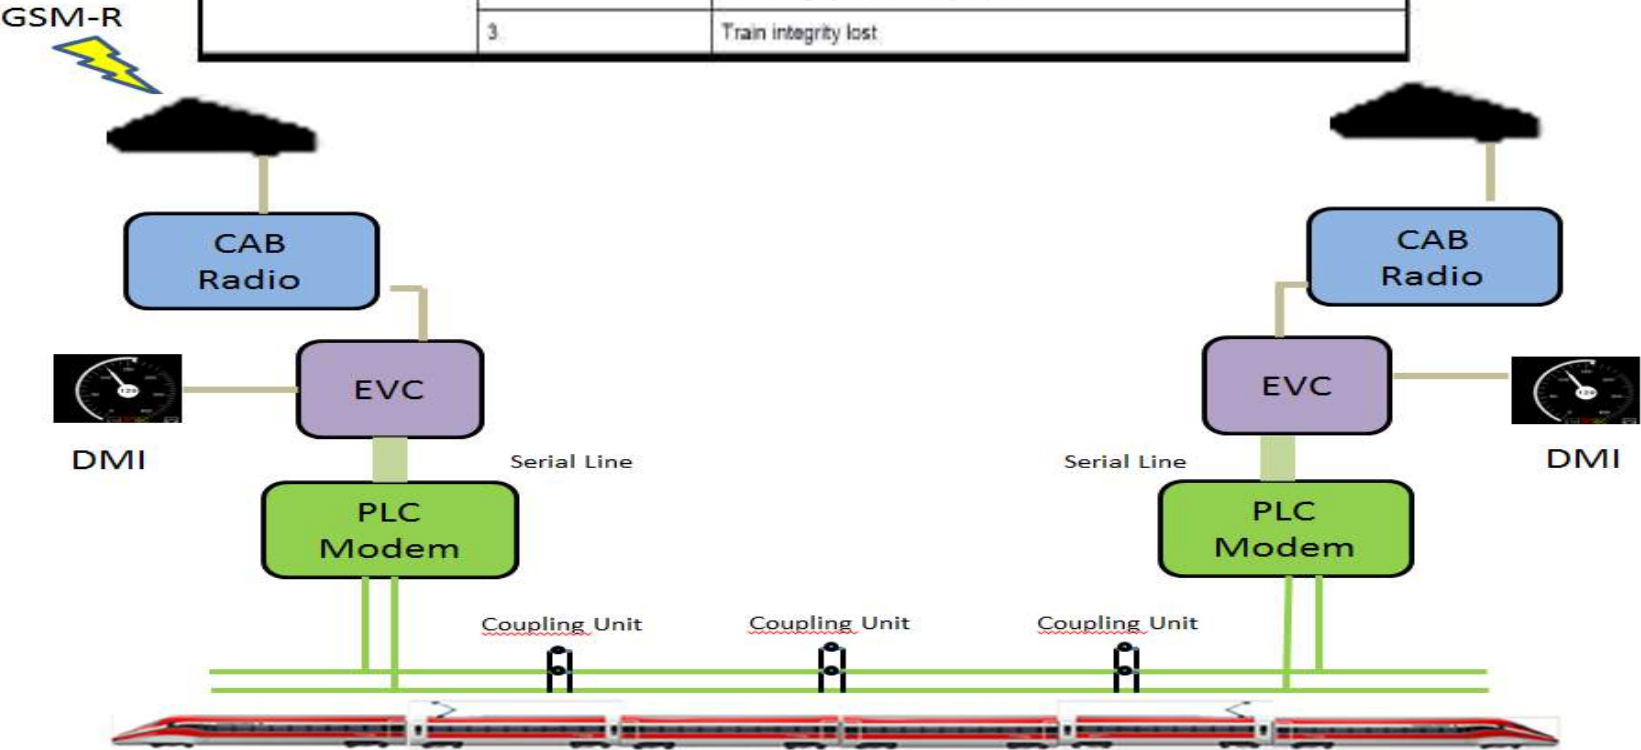 GSM-R
3 Train integrity lost
CAB
Radio
CAB
Radio
EVC
EVC
DMI
Serial Line
Serial Line
DMI
PLC
Modem
PLC
Modem
Coupling Unit
Coupling Unit
Coupling Unit